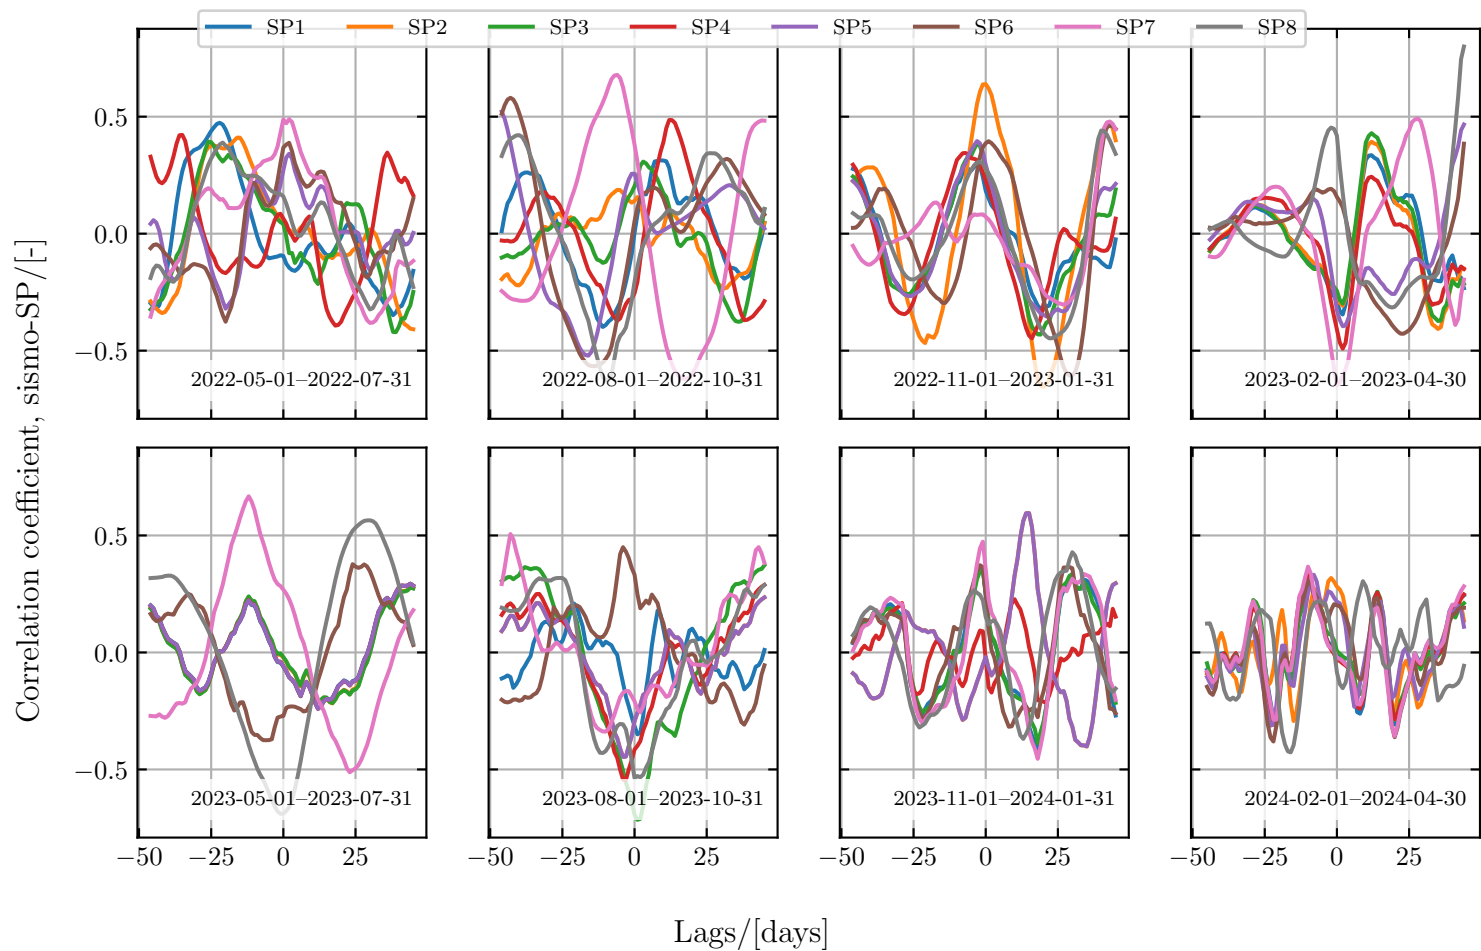 SP1 SP2 SP3 SP4 SP5 SP6 SP7 SP8
Correlation coefficient, sismo-SP/[-]
0.5
0.0
−0.5
2022-05-01–2022-07-31
2022-08-01–2022-10-31
2022-11-01–2023-01-31
2023-02-01–2023-04-30
0.5
0.0
−0.5
2023-05-01–2023-07-31
2023-08-01–2023-10-31
2023-11-01–2024-01-31
2024-02-01–2024-04-30
−50 −25 0 25
−50 −25 0 25
−50 −25 0 25
−50 −25 0 25
Lags/[days]